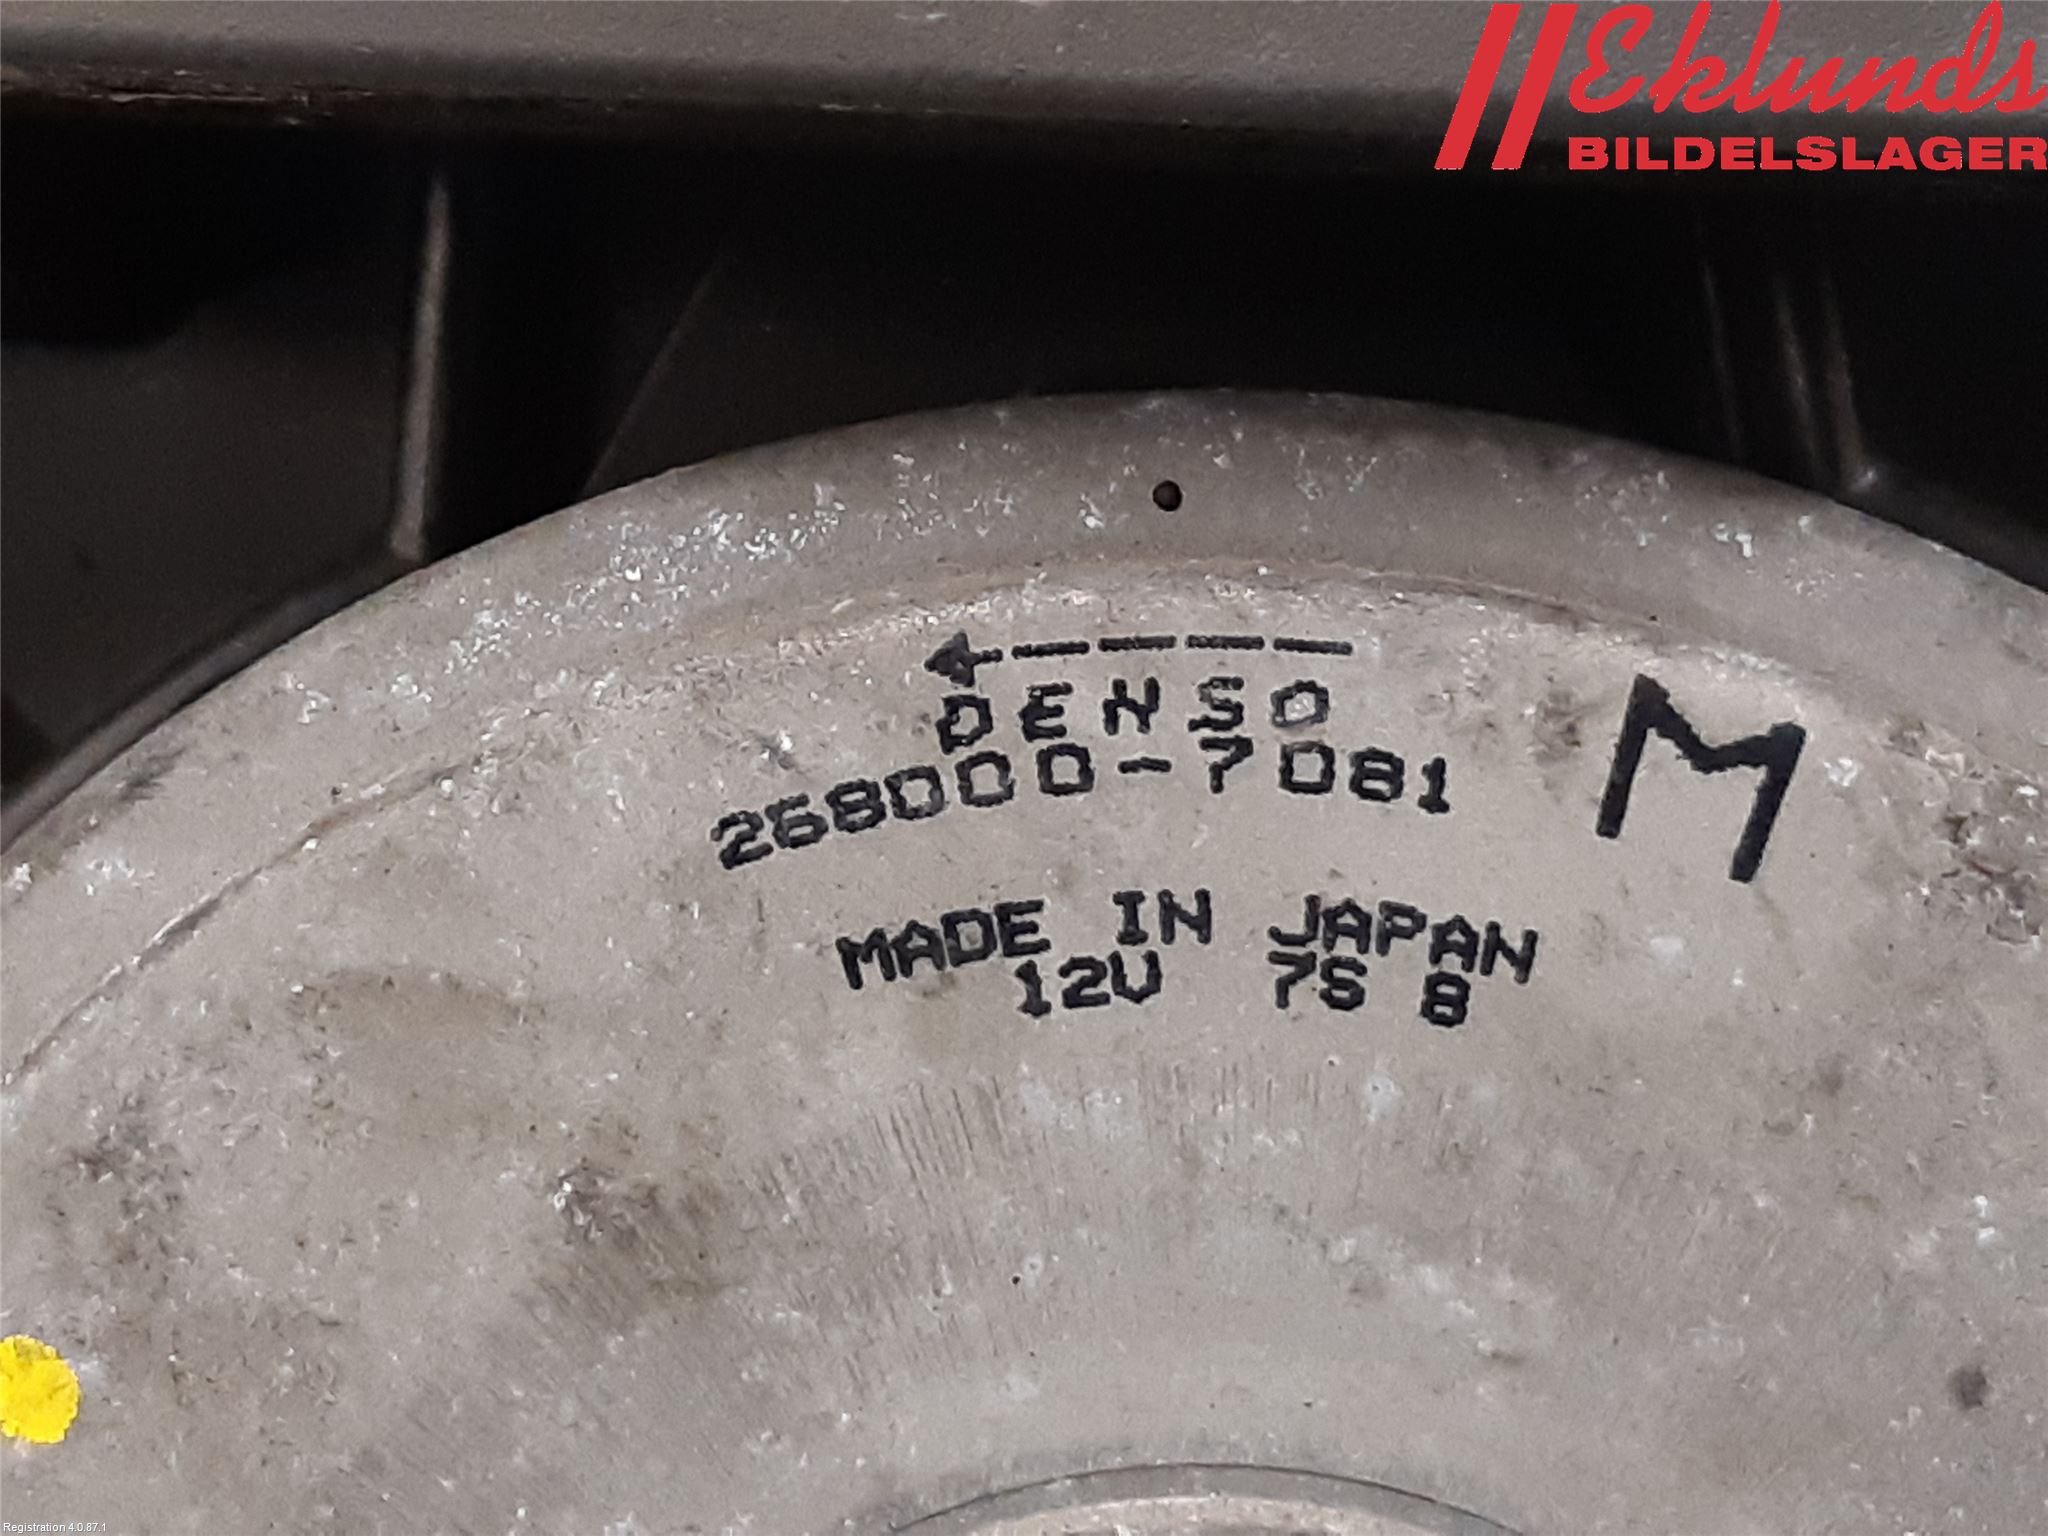 Eklunds
BILDELSLAGER
DENSO
268000-7081
M
MADE IN JAPAN
12V 7S 8
Registration 4.0.87.1